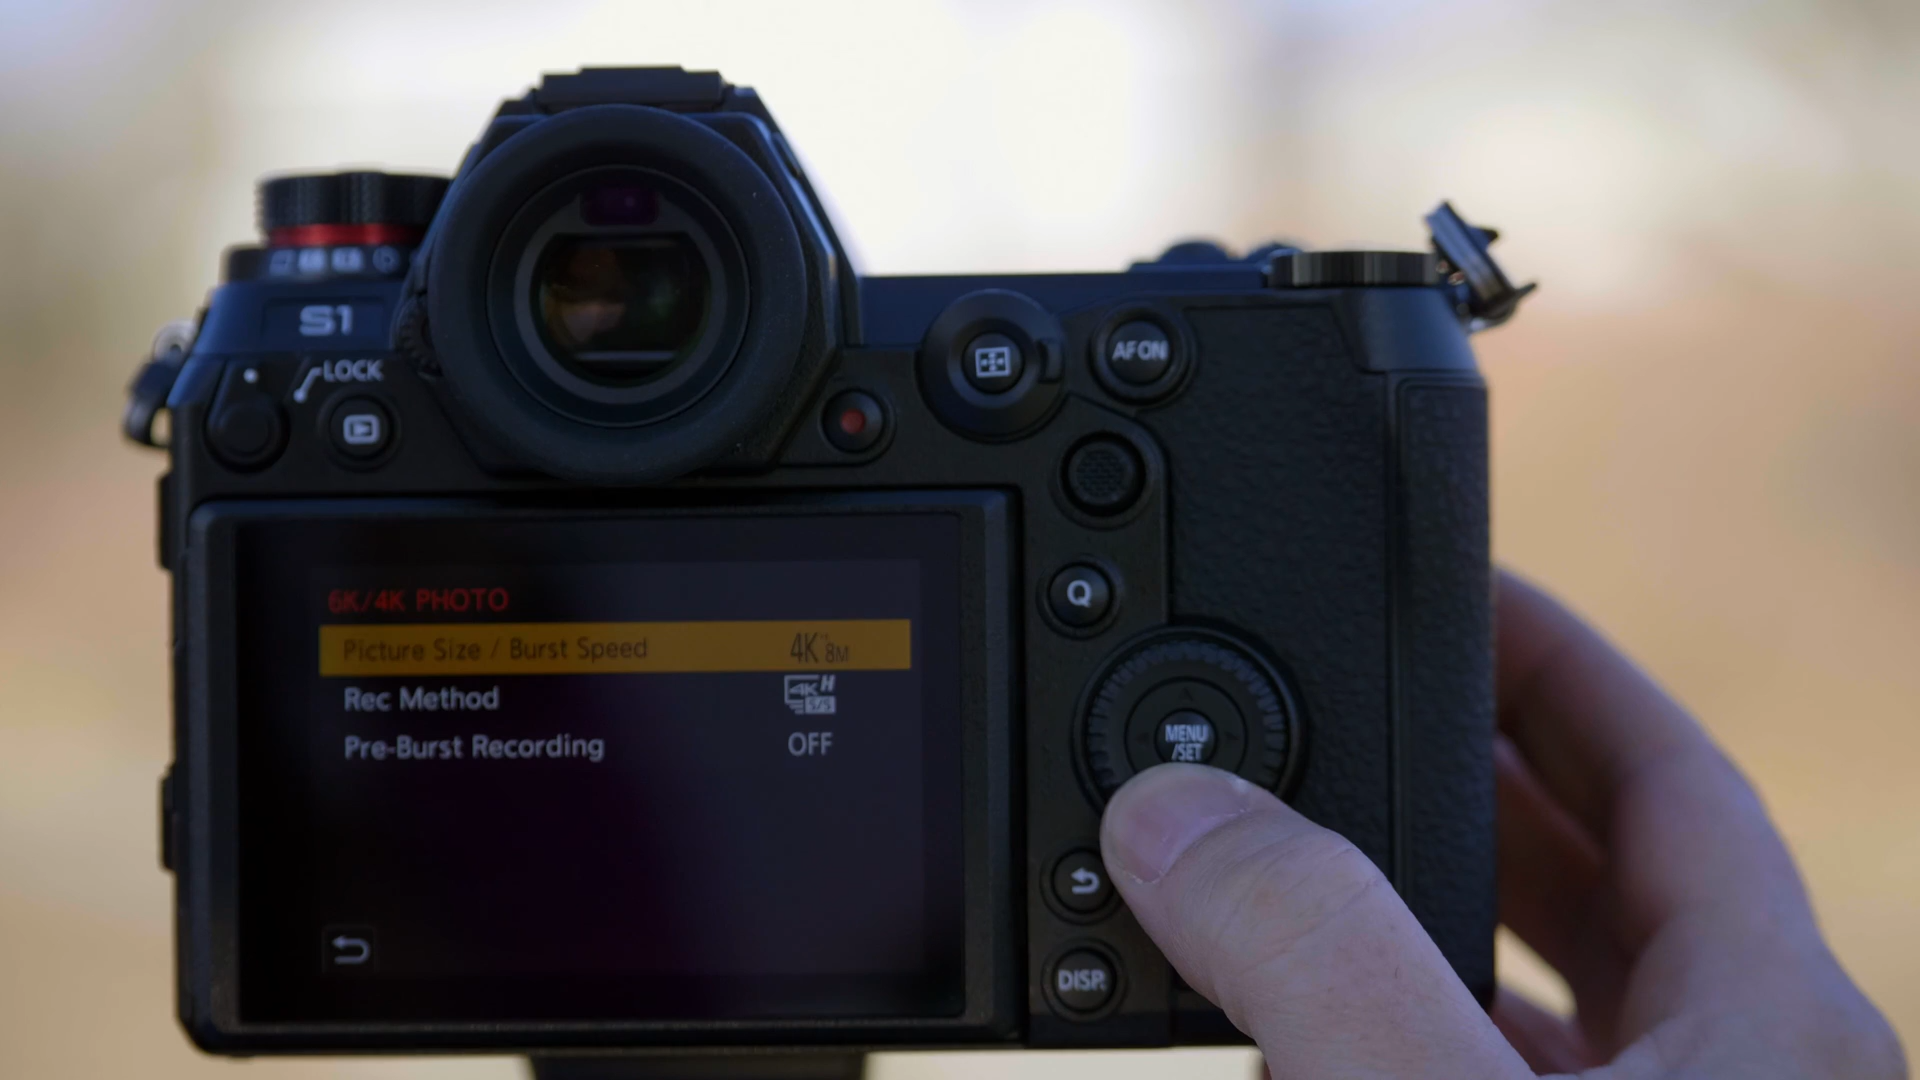 S1
LOCK
AF ON
6K/4K PHOTO
Picture Size / Burst Speed 4K 8M
Rec Method 4K H S/S
Pre-Burst Recording OFF
Q
MENU
/SET
DISP.